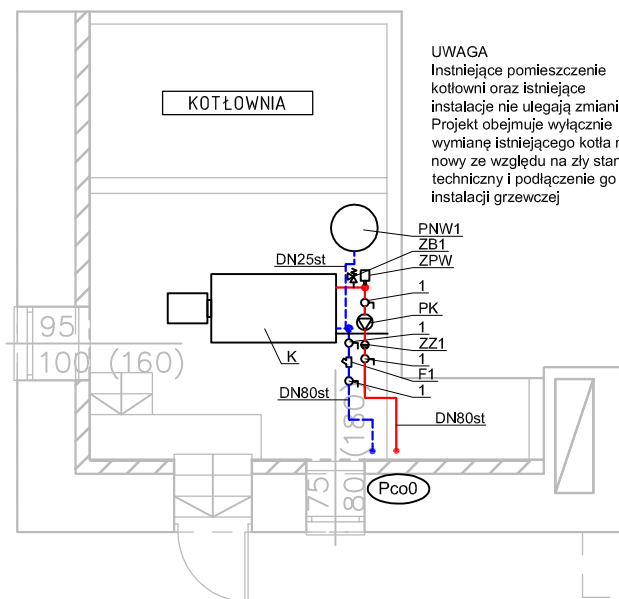 UWAGA
Instniejące pomieszczenie
kotłowni oraz istniejące
instalacje nie ulegają zmiani
Projekt obejmuje wyłącznie
wymianę istniejącego kotła n
nowy ze względu na zły stan
techniczny i podłączenie go
instalacji grzewczej
KOTŁOWNIA
PNW1
ZB1
ZPW
DN25st
1
PK
1
ZZ1
1
F1
1
K
DN80st
DN80st
95
100 (160)
75
80 (180)
Pco0